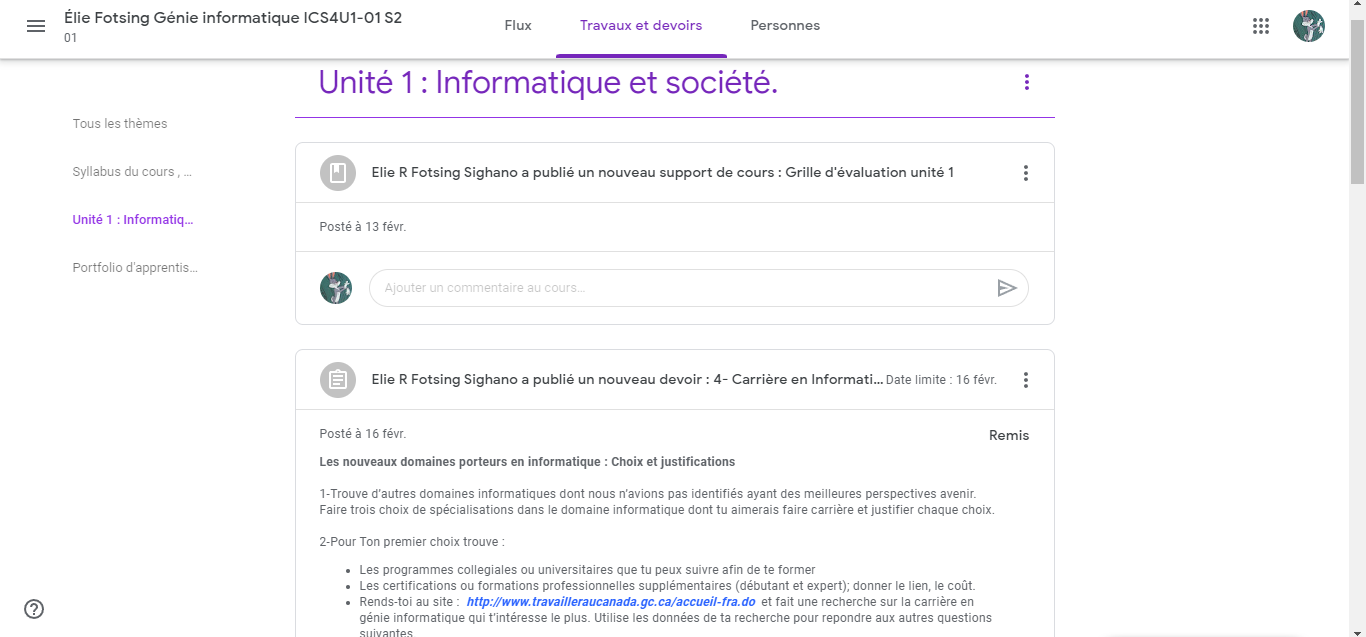 Élie Fotsing Génie informatique ICS4U1-01 S2
01
Flux
Travaux et devoirs
Personnes
Tous les thèmes
Syllabus du cours , ...
Unité 1 : Informatiq...
Portfolio d'apprentis...
Unité 1 : Informatique et société.
Elie R Fotsing Sighano a publié un nouveau support de cours : Grille d'évaluation unité 1
Posté à 13 févr.
Ajouter un commentaire au cours...
Elie R Fotsing Sighano a publié un nouveau devoir : 4- Carrière en Informati... Date limite : 16 févr.
Posté à 16 févr.
Remis
Les nouveaux domaines porteurs en informatique : Choix et justifications
1-Trouve d'autres domaines informatiques dont nous n'avions pas identifiés ayant des meilleures perspectives avenir.
Faire trois choix de spécialisations dans le domaine informatique dont tu aimerais faire carrière et justifier chaque choix.
2-Pour Ton premier choix trouve :
• Les programmes collegiales ou universitaires que tu peux suivre afin de te former
• Les certifications ou formations professionnelles supplémentaires (débutant et expert); donner le lien, le coût.
• Rends-toi au site : http://www.travailleraucanada.gc.ca/accueil-fra.do et fait une recherche sur la carrière en
génie informatique qui t'intéresse le plus. Utilise les données de ta recherche pour repondre aux autres questions
suivantes